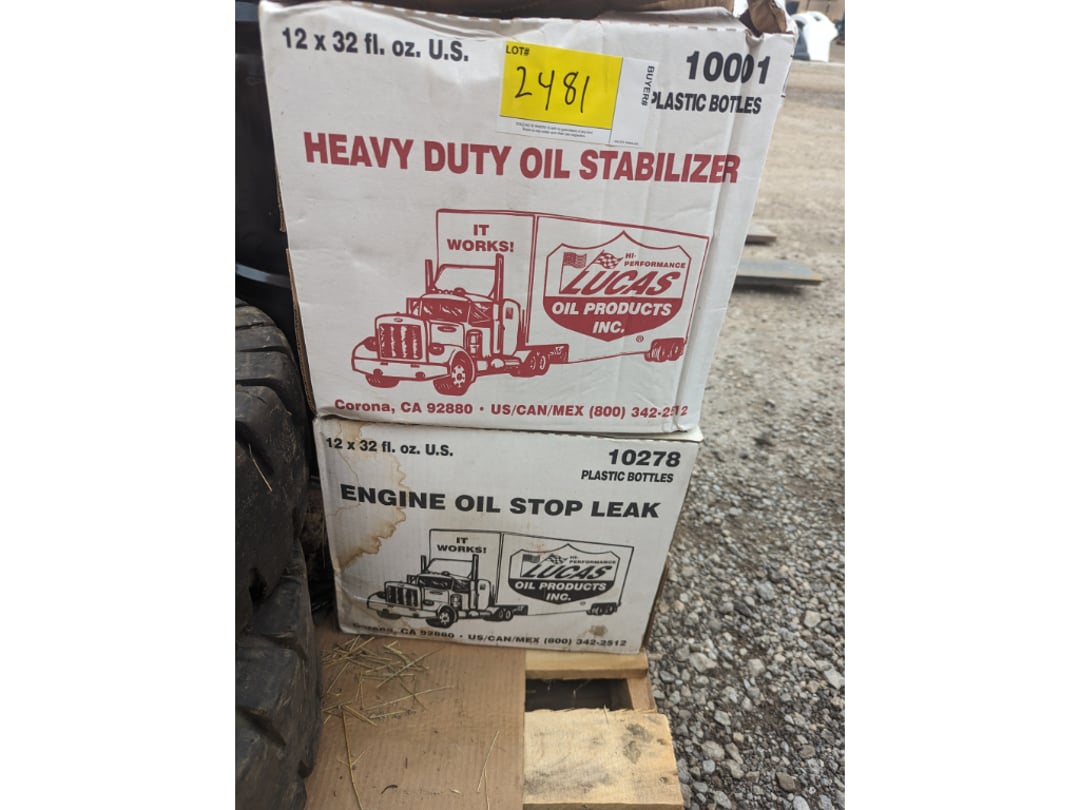 12 x 32 fl. oz. U.S.
LOT#
2481
BUYER#
10001
PLASTIC BOTTLES
HEAVY DUTY OIL STABILIZER
IT
WORKS!
HI-
PERFORMANCE
LUCAS
OIL PRODUCTS
INC.
®
Corona, CA 92880 • US/CAN/MEX (800) 342-2512
12 x 32 fl. oz. U.S.
10278
PLASTIC BOTTLES
ENGINE OIL STOP LEAK
IT
WORKS!
HI-
PERFORMANCE
LUCAS
OIL PRODUCTS
INC.
®
Corona, CA 92880 • US/CAN/MEX (800) 342-2512